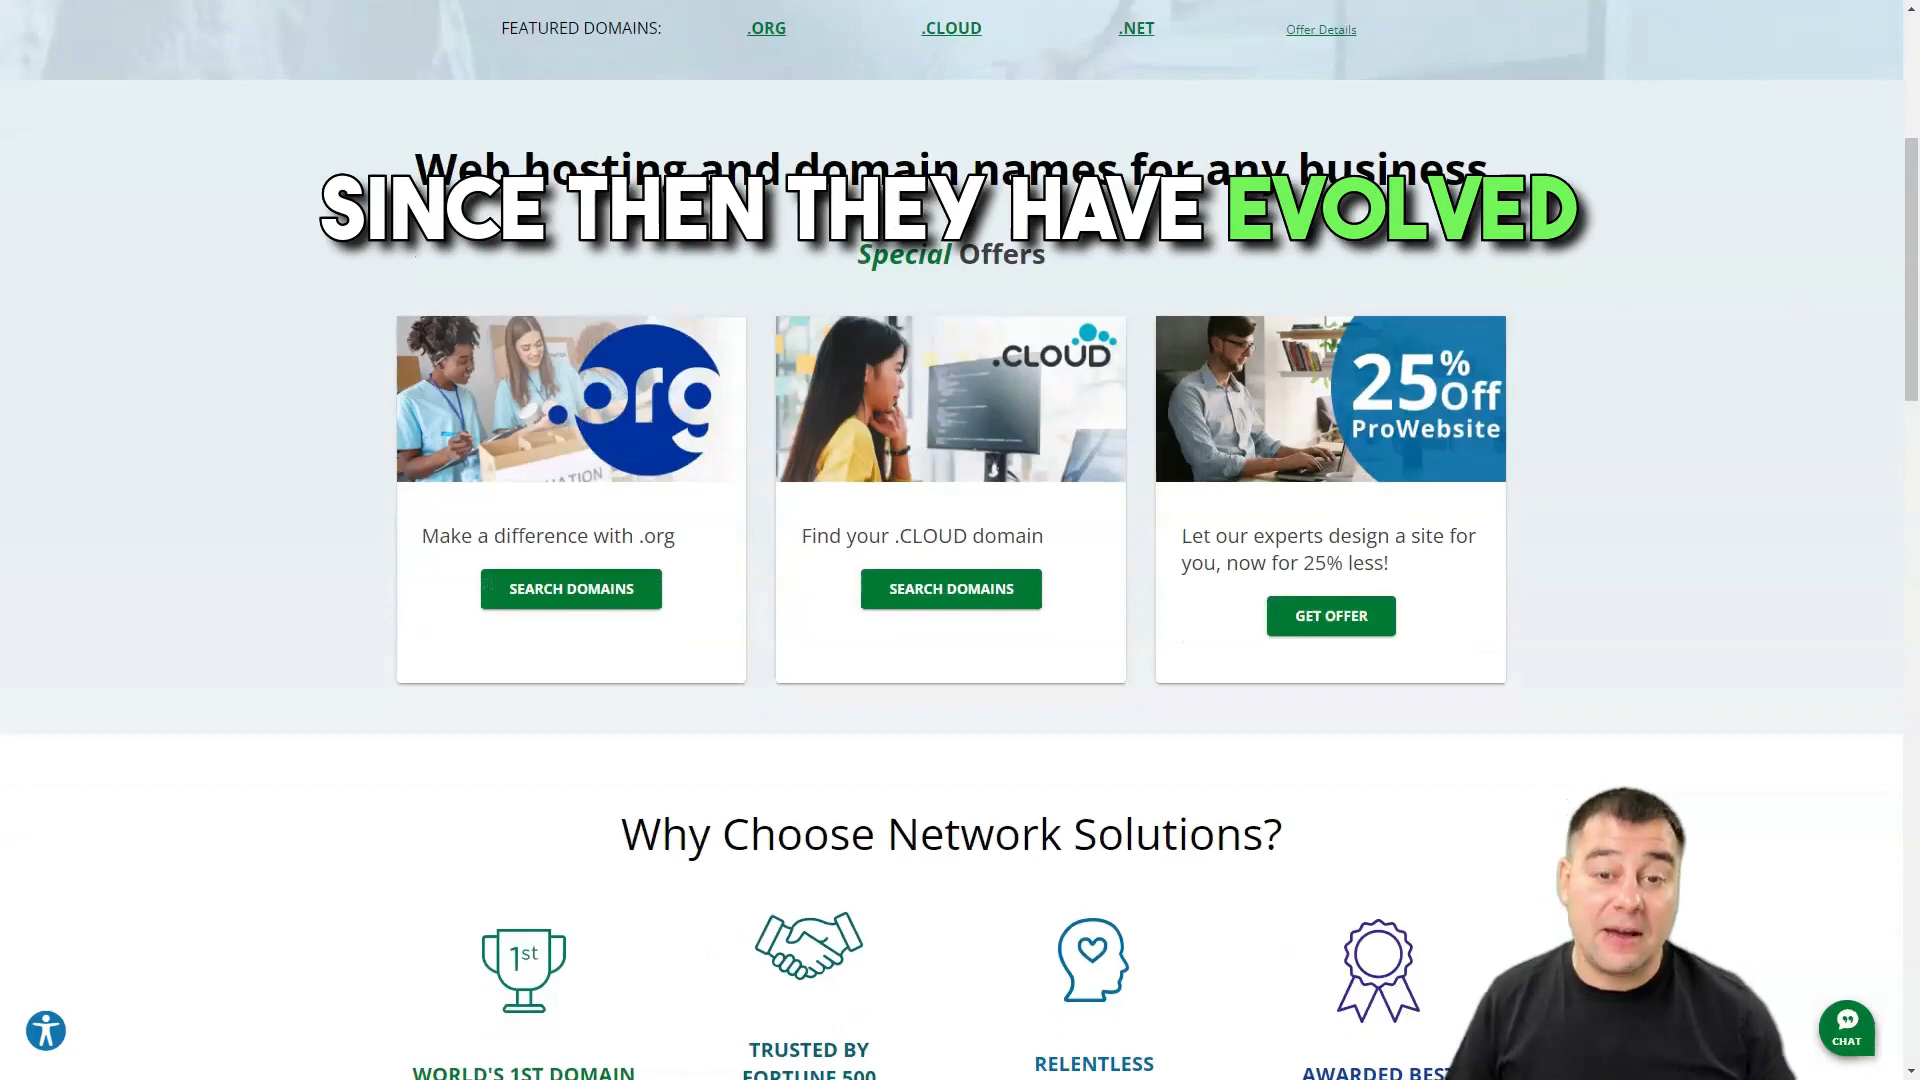 FEATURED DOMAINS: .ORG .CLOUD .NET Offer Details
Web hosting and domain names for any business
SINCE THEN THEY HAVE EVOLVED
Special Offers
.org
.CLOUD
25% Off
ProWebsite
Make a difference with .org
SEARCH DOMAINS
Find your .CLOUD domain
SEARCH DOMAINS
Let our experts design a site for
you, now for 25% less!
GET OFFER
Why Choose Network Solutions?
1st
WORLD'S 1ST DOMAIN
TRUSTED BY
FORTUNE 500
RELENTLESS
AWARDED BEST
CHAT